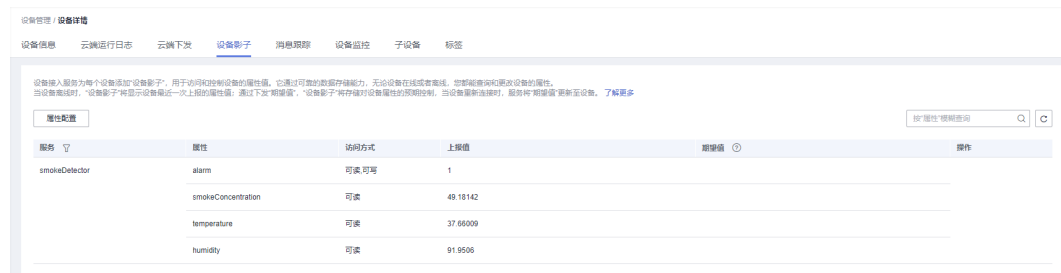 设备管理 / 设备详情
设备信息 云端运行日志 云端下发 设备影子 消息跟踪 设备监控 子设备 标签
设备接入服务为每个设备添加“设备影子”，用于访问和控制设备的属性值。它通过可靠的数据存储能力，无论设备在线或者离线，您都能查询和更改设备的属性。
当设备离线时，“设备影子”将显示设备最近一次上报的属性值；通过下发“期望值”，“设备影子”将存储对设备属性的预期控制，当设备重新连接时，服务将“期望值”更新至设备。 了解更多
属性配置 按“属性”模糊查询
服务 属性 访问方式 上报值 期望值 操作
smokeDetector alarm 可读,可写 1
smokeConcentration 可读 49.18142
temperature 可读 37.66009
humidity 可读 91.9506